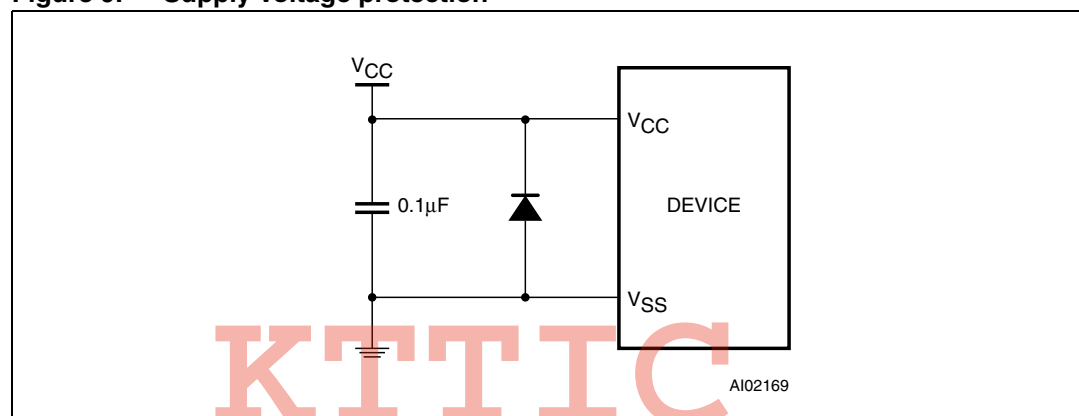 Supply voltage protection
VCC
VCC
0.1µF
DEVICE
VSS
AI02169
KTTIC